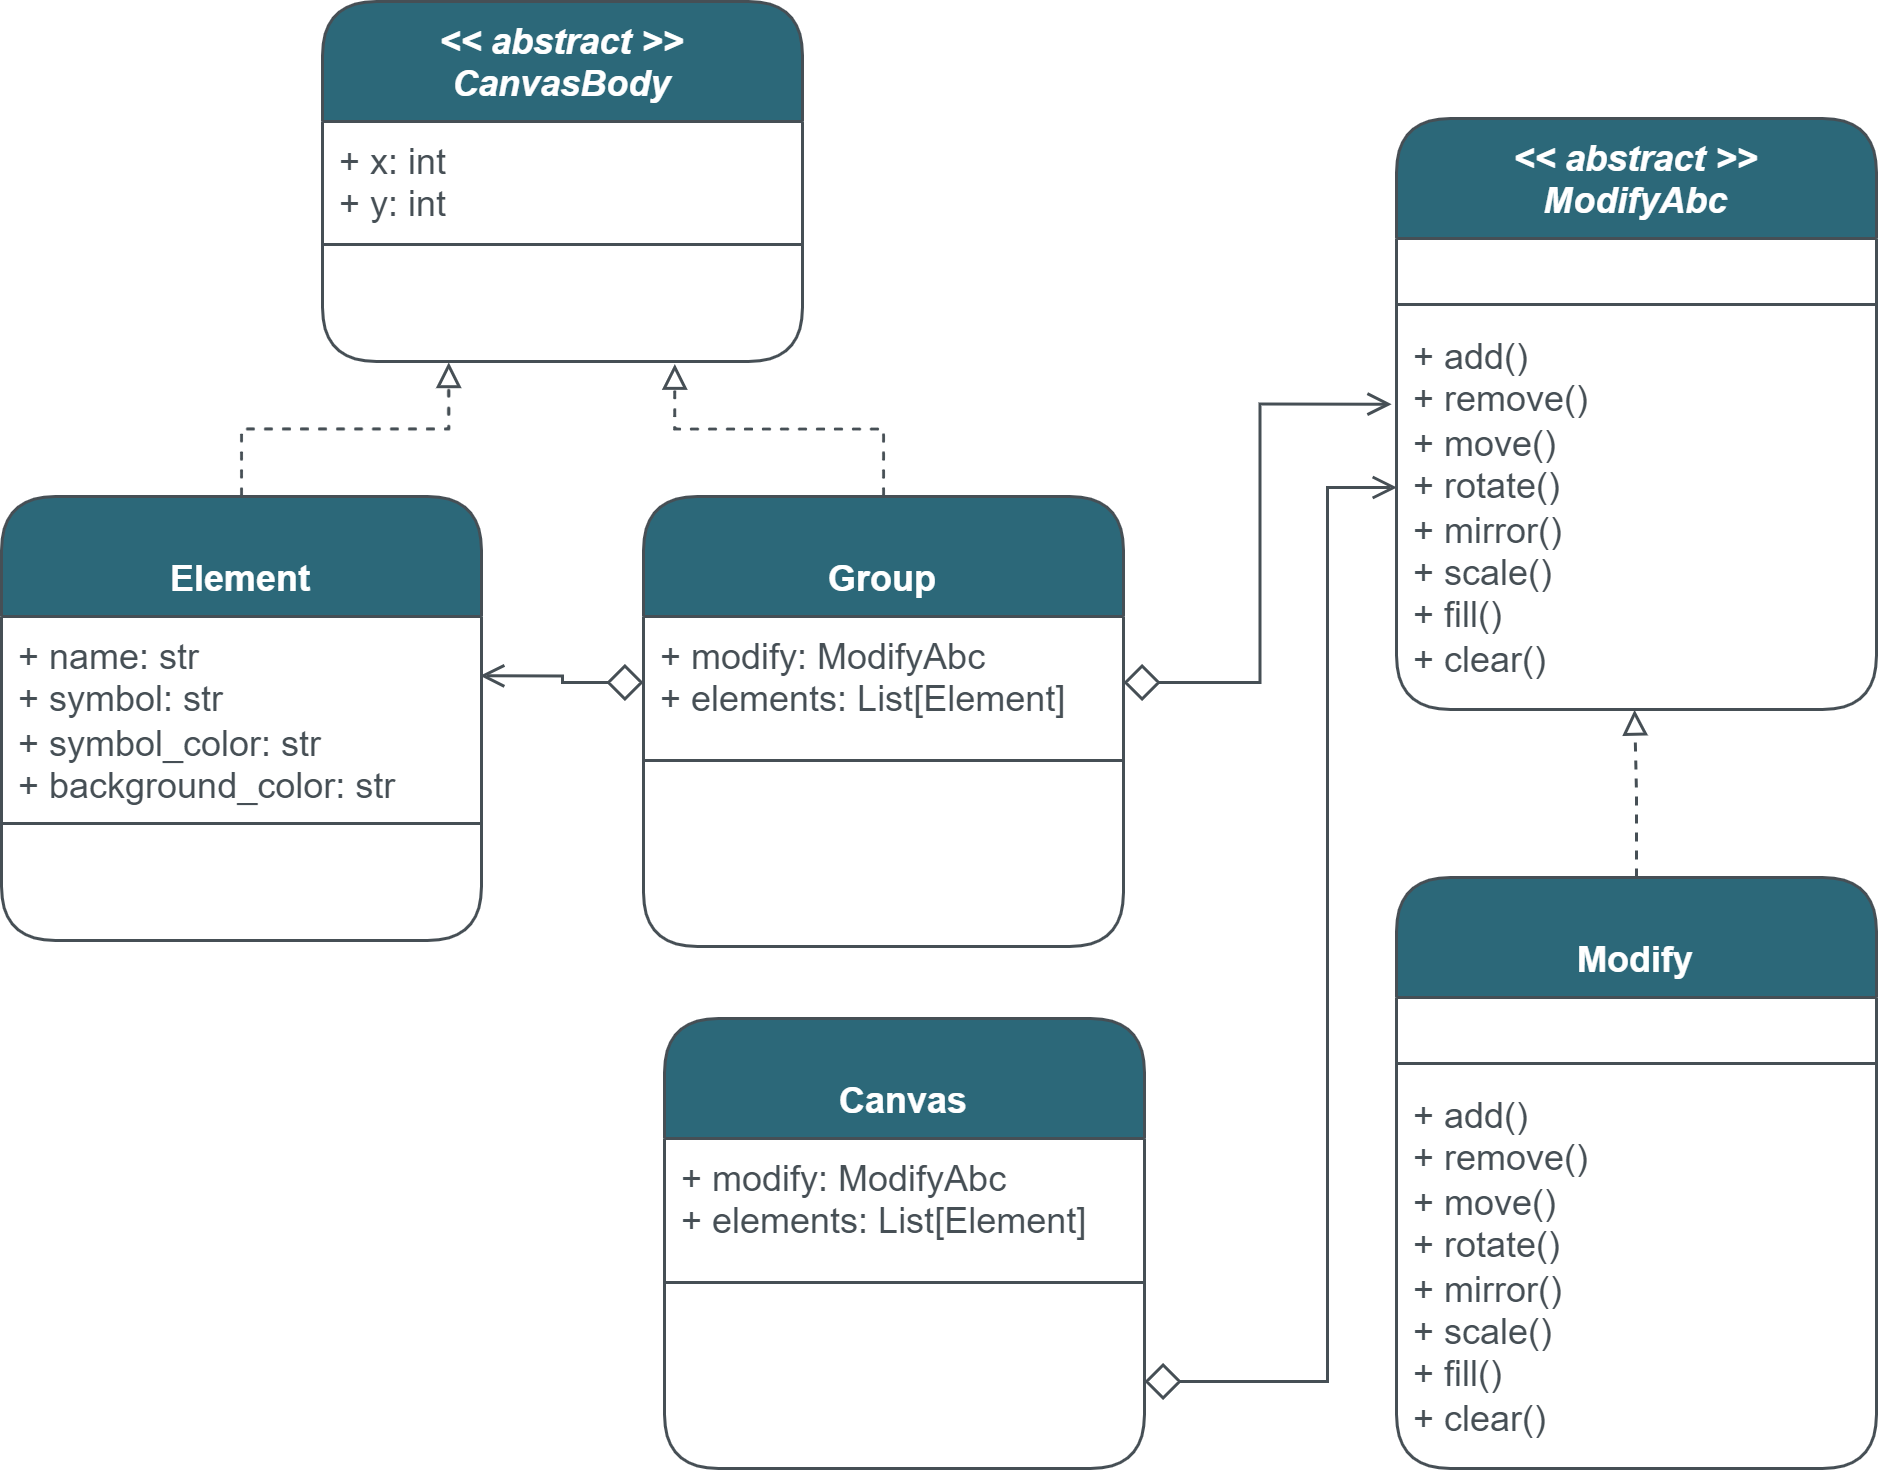 << abstract >>
CanvasBody
+ x: int
+ y: int
<< abstract >>
ModifyAbc
+ add()
+ remove()
+ move()
+ rotate()
+ mirror()
+ scale()
+ fill()
+ clear()
Element
+ name: str
+ symbol: str
+ symbol_color: str
+ background_color: str
Group
+ modify: ModifyAbc
+ elements: List[Element]
Canvas
+ modify: ModifyAbc
+ elements: List[Element]
Modify
+ add()
+ remove()
+ move()
+ rotate()
+ mirror()
+ scale()
+ fill()
+ clear()